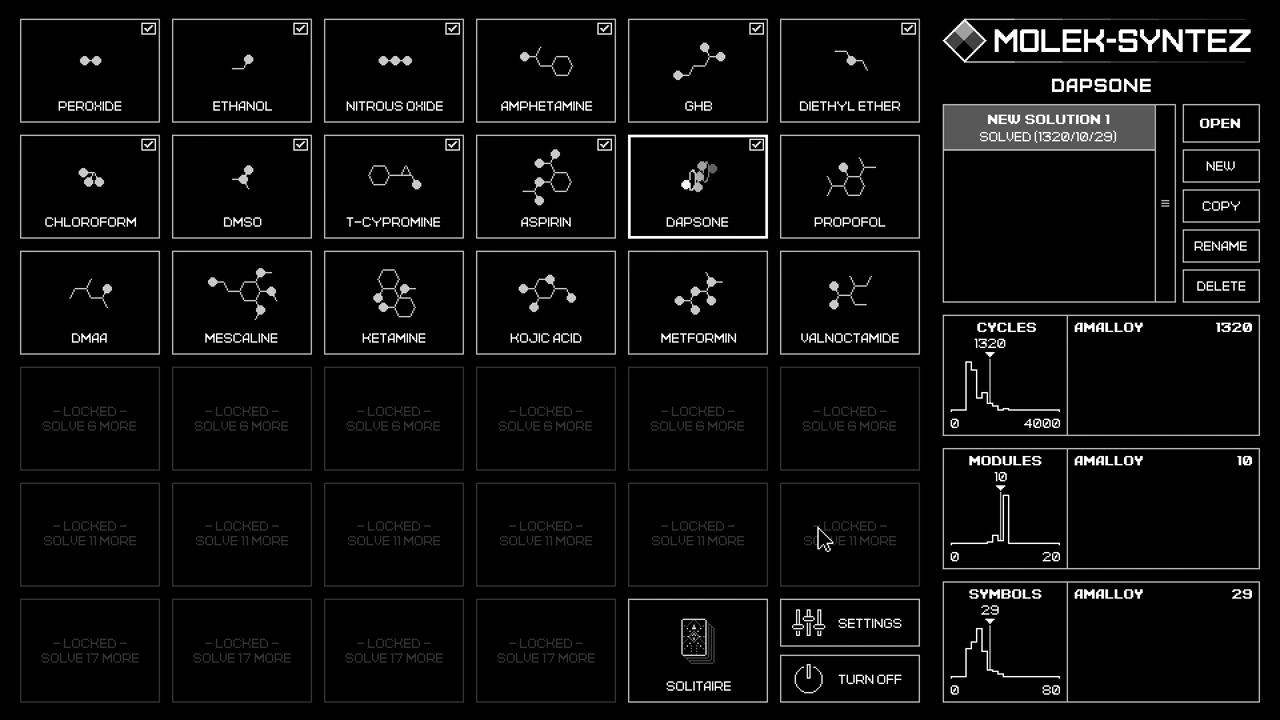 PEROXIDE
ETHANOL
NITROUS OXIDE
AMPHETAMINE
GHB
DIETHYL ETHER
CHLOROFORM
DMSO
T-CYPROMINE
ASPIRIN
DAPSONE
PROPOFOL
DMAA
MESCALINE
KETAMINE
KOJIC ACID
METFORMIN
VALNOCTAMIDE
- LOCKED -
SOLVE 6 MORE
- LOCKED -
SOLVE 6 MORE
- LOCKED -
SOLVE 6 MORE
- LOCKED -
SOLVE 6 MORE
- LOCKED -
SOLVE 6 MORE
- LOCKED -
SOLVE 6 MORE
- LOCKED -
SOLVE 11 MORE
- LOCKED -
SOLVE 11 MORE
- LOCKED -
SOLVE 11 MORE
- LOCKED -
SOLVE 11 MORE
- LOCKED -
SOLVE 11 MORE
- LOCKED -
SOLVE 11 MORE
- LOCKED -
SOLVE 17 MORE
- LOCKED -
SOLVE 17 MORE
- LOCKED -
SOLVE 17 MORE
- LOCKED -
SOLVE 17 MORE
SOLITAIRE
SETTINGS
TURN OFF
MOLEK-SYNTEZ
DAPSONE
NEW SOLUTION 1
SOLVED (1320/10/29)
OPEN
NEW
COPY
RENAME
DELETE
CYCLES
1320
0 4000
AMALLOY 1320
MODULES
10
0 20
AMALLOY 10
SYMBOLS
29
0 80
AMALLOY 29